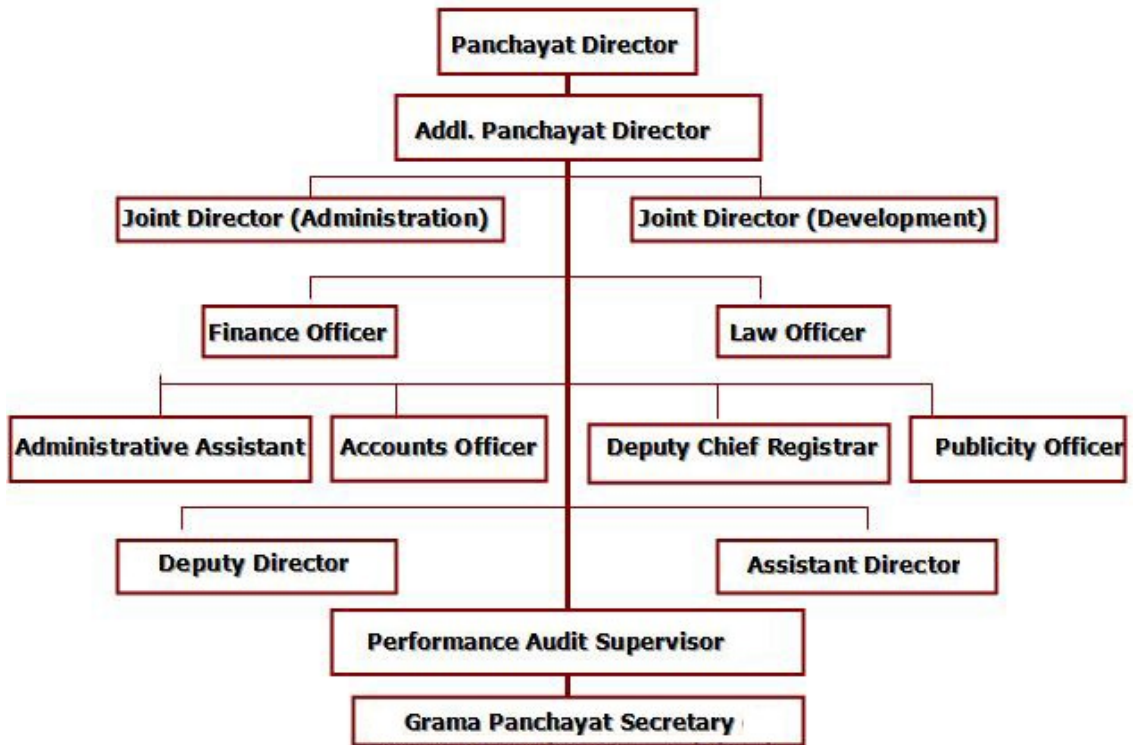 Panchayat Director
Addl. Panchayat Director
Joint Director (Administration)
Joint Director (Development)
Finance Officer
Law Officer
Administrative Assistant
Accounts Officer
Deputy Chief Registrar
Publicity Officer
Deputy Director
Assistant Director
Performance Audit Supervisor
Grama Panchayat Secretary